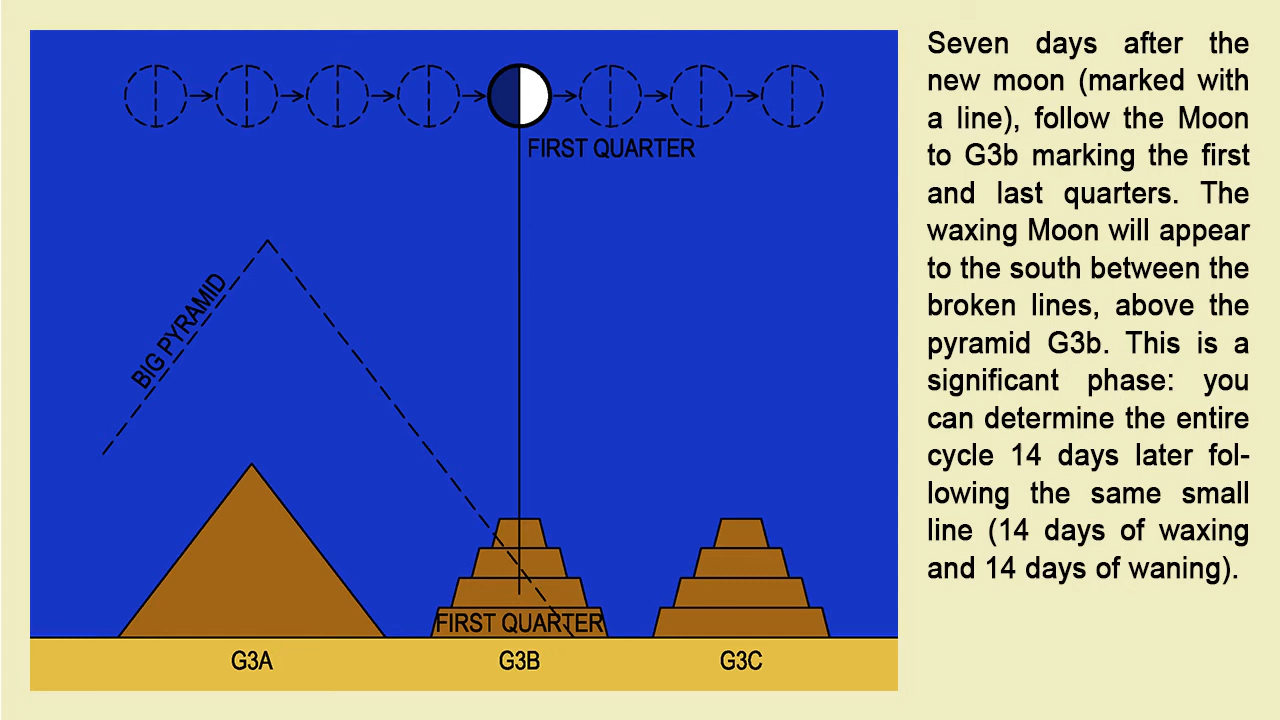 Seven days after the
new moon (marked with
a line), follow the Moon
to G3b marking the first
and last quarters. The
waxing Moon will appear
to the south between the
broken lines, above the
pyramid G3b. This is a
significant phase: you
can determine the entire
cycle 14 days later fol-
lowing the same small
line (14 days of waxing
and 14 days of waning).
FIRST QUARTER
BIG PYRAMID
FIRST QUARTER
G3A
G3B
G3C